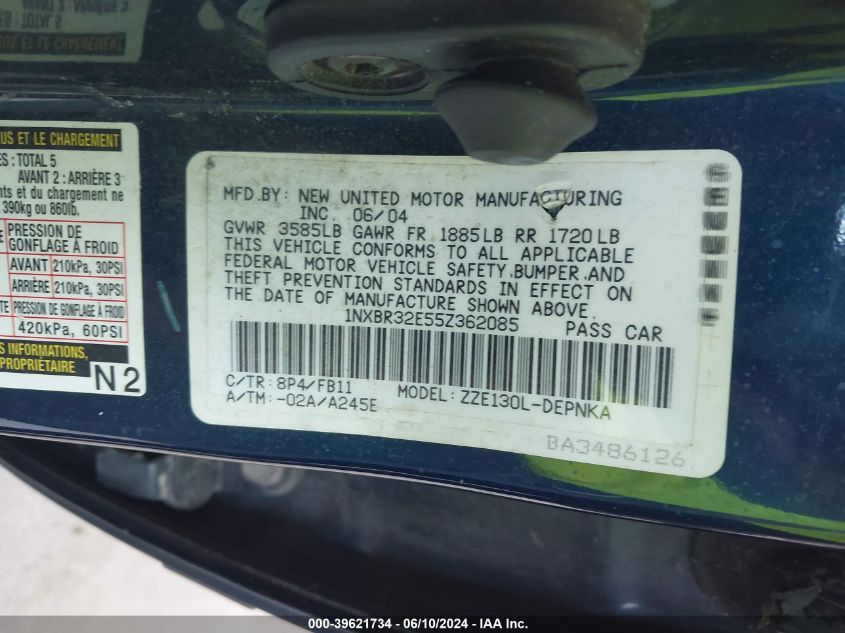 US ET LE CHARGEMENT
ES : TOTAL 5
AVANT 2 : ARRIÈRE 3
nts et du chargement ne
390kg ou 860lb.
PRESSION DE
GONFLAGE À FROID
AVANT 210kPa, 30PSI
ARRIÈRE 210kPa, 30PSI
PRESSION DE GONFLAGE À FROID
420kPa, 60PSI
PROPRIÉTAIRE
N2
MFD.BY: NEW UNITED MOTOR MANUFACTURING
INC. 06/04
GVWR 3585LB GAWR FR 1885LB RR 1720LB
THIS VEHICLE CONFORMS TO ALL APPLICABLE
FEDERAL MOTOR VEHICLE SAFETY,BUMPER,AND
THEFT PREVENTION STANDARDS IN EFFECT ON
THE DATE OF MANUFACTURE SHOWN ABOVE.
1NXBR32E55Z362085 PASS CAR
C/TR: 8P4/FB11 MODEL: ZZE130L-DEPNKA
A/TM: -02A/A245E
BA3486126
000-39621734 - 06/10/2024 - IAA Inc.